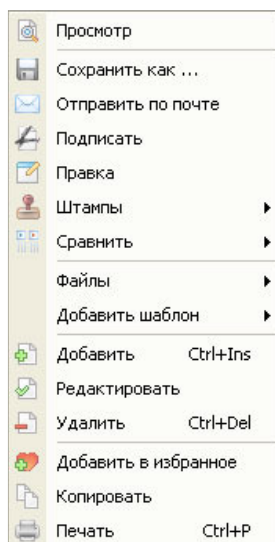 Просмотр
Сохранить как ...
Отправить по почте
Подписать
Правка
Штампы
Сравнить
Файлы
Добавить шаблон
Добавить Ctrl+Ins
Редактировать
Удалить Ctrl+Del
Добавить в избранное
Копировать
Печать Ctrl+P